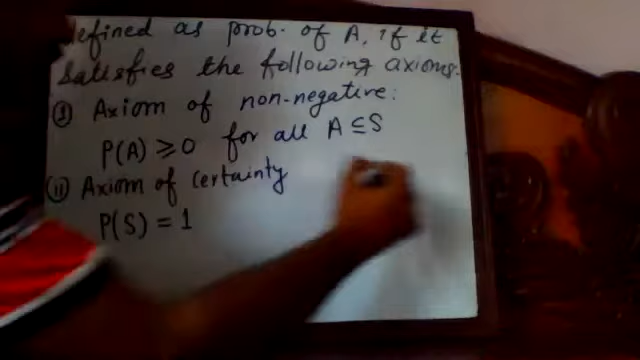 efined as prob. of A, if it
satisfies the following axioms.
(i) Axiom of non-negative:
P(A) ⩾ 0 for all A ⊆ S
(ii) Axiom of certainty
P(S) = 1